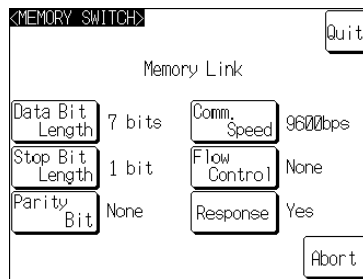 <MEMORY SWITCH>
Quit
Memory Link
Data Bit
Length
7 bits
Comm.
Speed
9600bps
Stop Bit
Length
1 bit
Flow
Control
None
Parity
Bit
None
Response
Yes
Abort